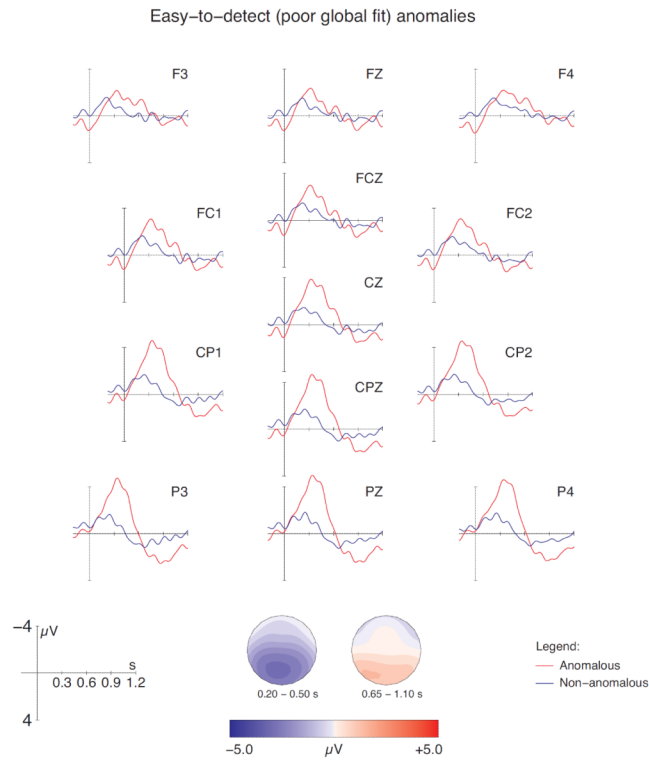 Easy−to−detect (poor global fit) anomalies
F3
FZ
F4
FCZ
FC1
FC2
CZ
CP1
CP2
CPZ
P3
PZ
P4
−4
µV
s
0.3 0.6 0.9 1.2
4
0.20 − 0.50 s
0.65 − 1.10 s
Legend:
Anomalous
Non−anomalous
−5.0
µV
+5.0